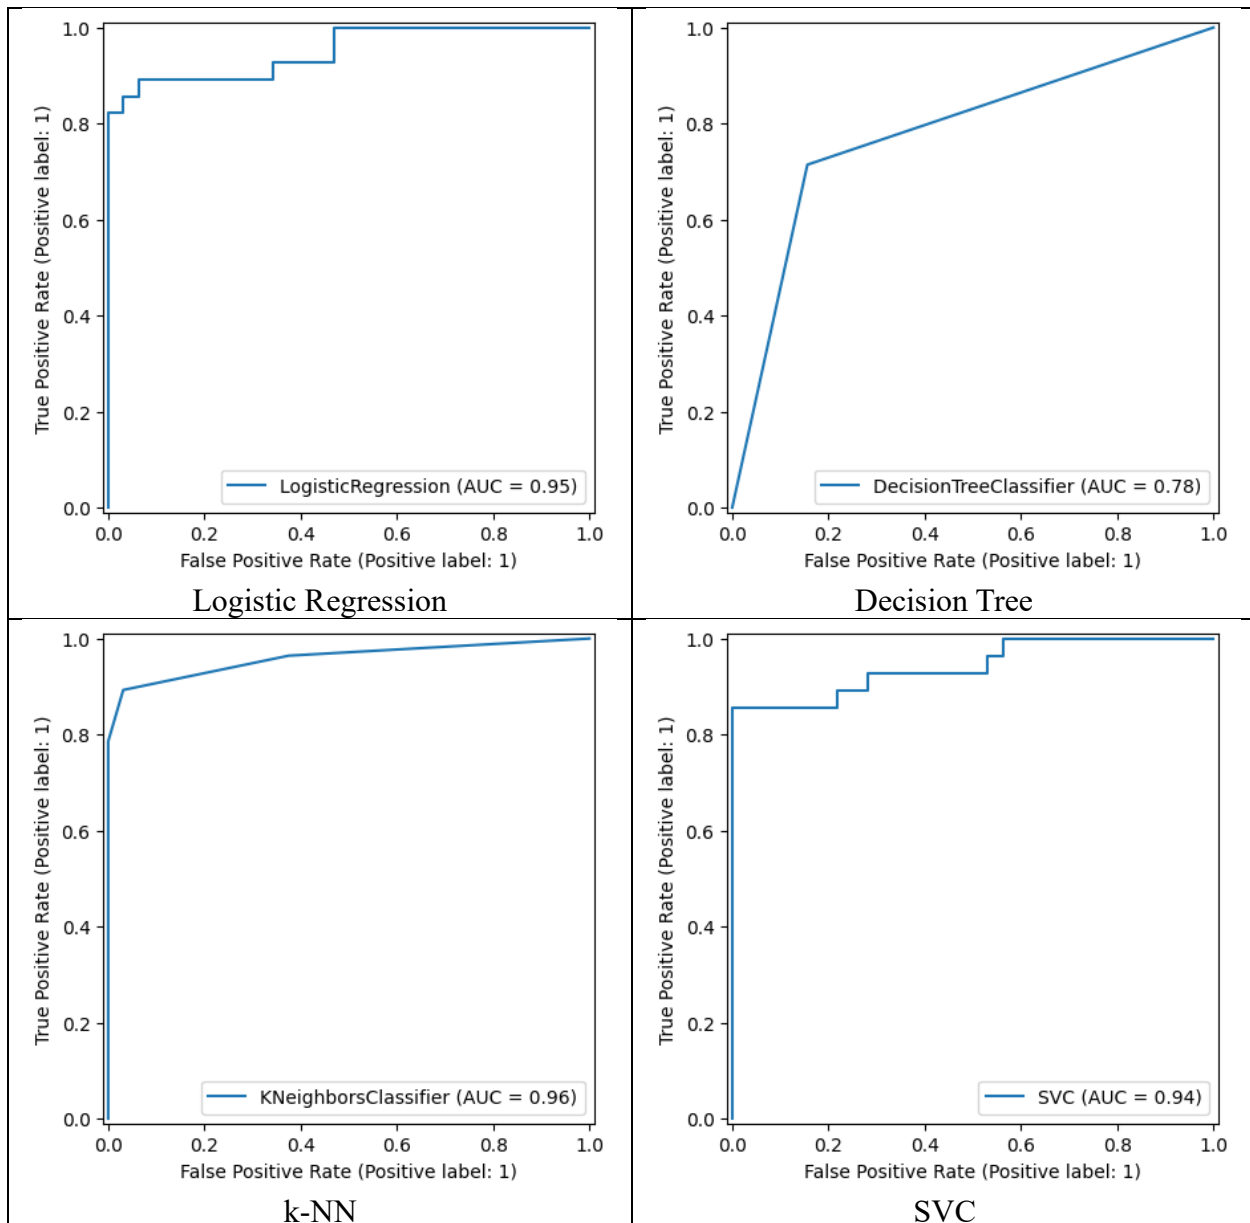 1.0
0.8
0.6
0.4
0.2
0.0
True Positive Rate (Positive label: 1)
LogisticRegression (AUC = 0.95)
0.0 0.2 0.4 0.6 0.8 1.0
False Positive Rate (Positive label: 1)
Logistic Regression
1.0
0.8
0.6
0.4
0.2
0.0
True Positive Rate (Positive label: 1)
DecisionTreeClassifier (AUC = 0.78)
0.0 0.2 0.4 0.6 0.8 1.0
False Positive Rate (Positive label: 1)
Decision Tree
1.0
0.8
0.6
0.4
0.2
0.0
True Positive Rate (Positive label: 1)
KNeighborsClassifier (AUC = 0.96)
0.0 0.2 0.4 0.6 0.8 1.0
False Positive Rate (Positive label: 1)
k-NN
1.0
0.8
0.6
0.4
0.2
0.0
True Positive Rate (Positive label: 1)
SVC (AUC = 0.94)
0.0 0.2 0.4 0.6 0.8 1.0
False Positive Rate (Positive label: 1)
SVC